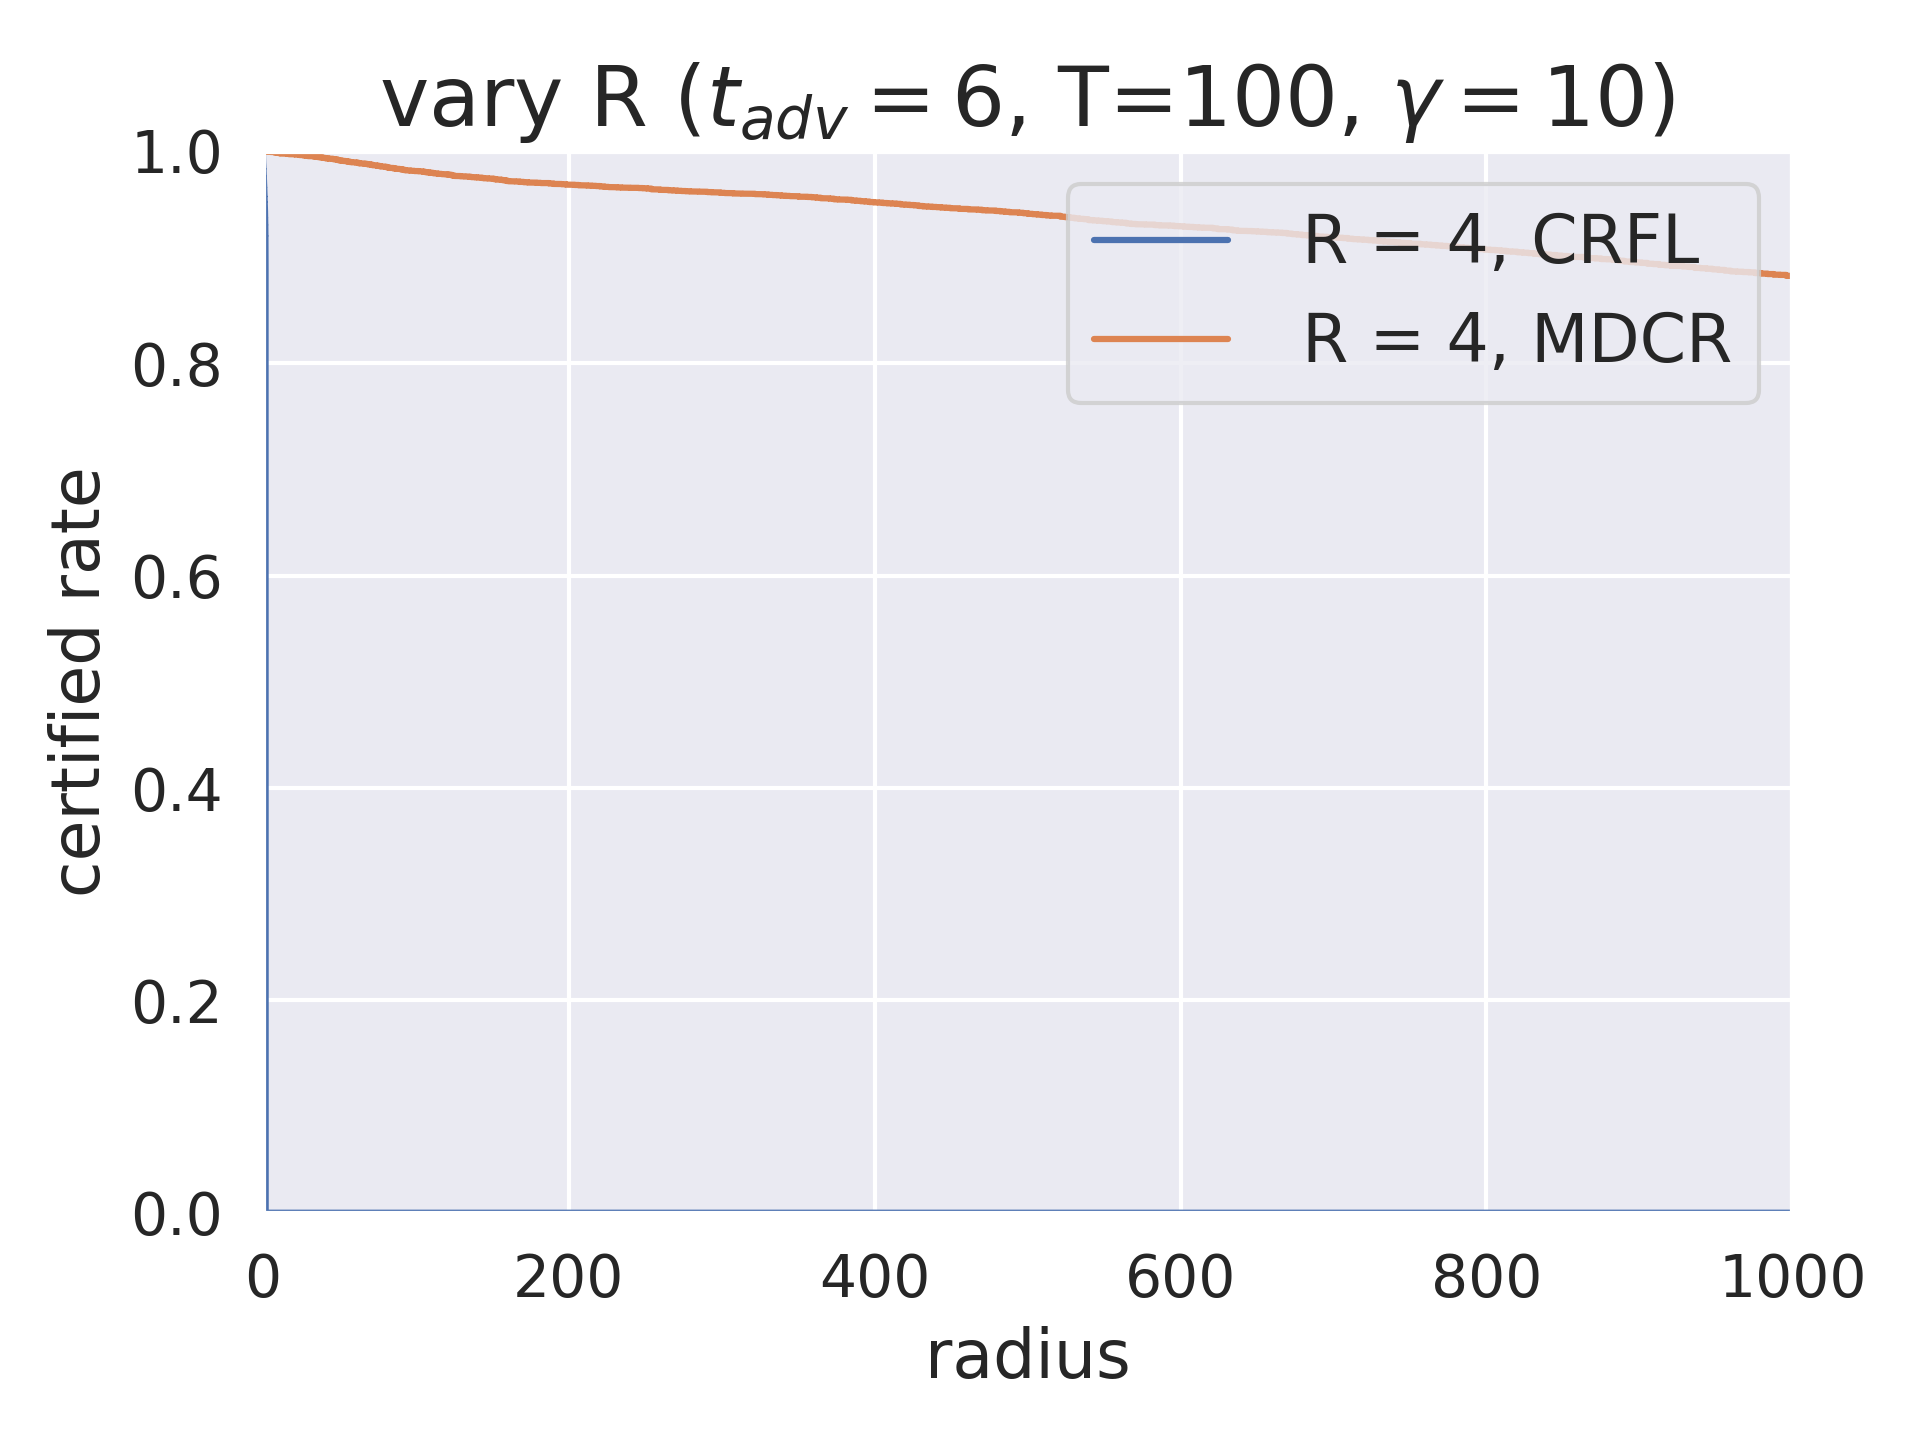 vary R (t_adv = 6, T=100, γ = 10)
1.0
0.8
0.6
0.4
0.2
0.0
certified rate
R = 4, CRFL
R = 4, MDCR
0 200 400 600 800 1000
radius